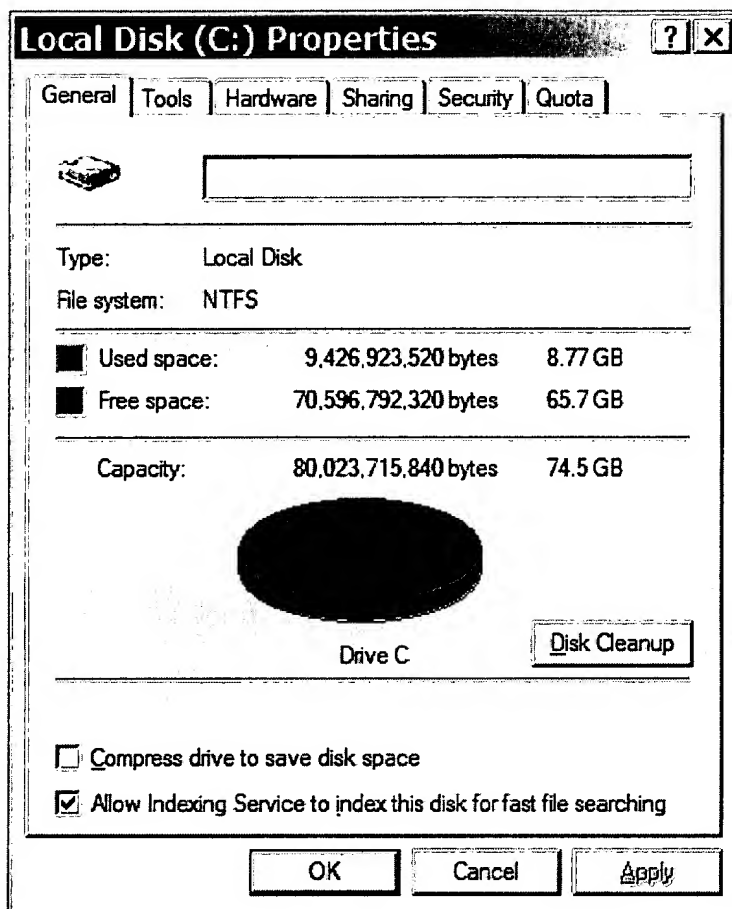 Local Disk (C:) Properties ? X
General Tools Hardware Sharing Security Quota
Type: Local Disk
File system: NTFS
Used space: 9,426,923,520 bytes 8.77 GB
Free space: 70,596,792,320 bytes 65.7 GB
Capacity: 80,023,715,840 bytes 74.5 GB
Drive C
Disk Cleanup
Compress drive to save disk space
Allow Indexing Service to index this disk for fast file searching
OK Cancel Apply